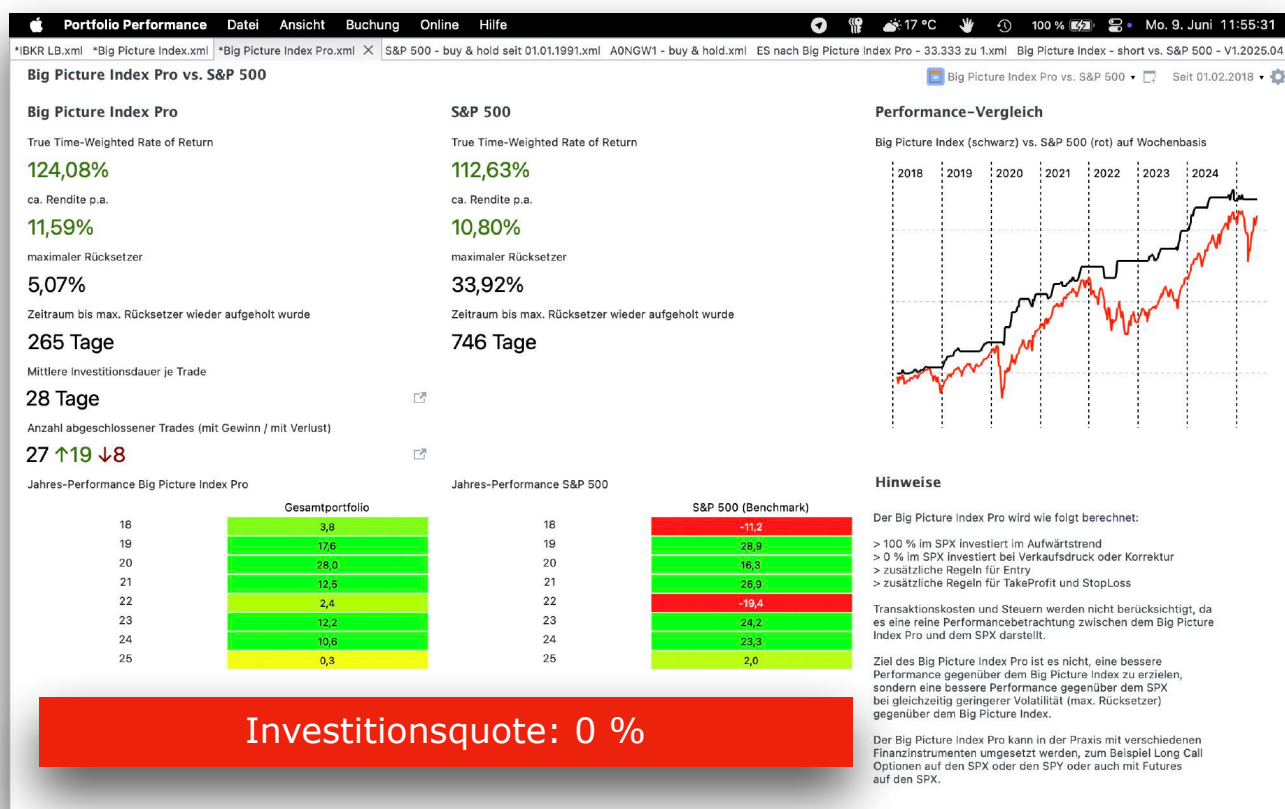 Portfolio Performance Datei Ansicht Buchung Online Hilfe 17 °C 100 % Mo. 9. Juni 11:55:31
*IBKR LB.xml *Big Picture Index.xml *Big Picture Index Pro.xml S&P 500 - buy & hold seit 01.01.1991.xml A0NGW1 - buy & hold.xml ES nach Big Picture Index Pro - 33.333 zu 1.xml Big Picture Index - short vs. S&P 500 - V1.2025.04
Big Picture Index Pro vs. S&P 500
Big Picture Index Pro vs. S&P 500 Seit 01.02.2018
Big Picture Index Pro
True Time-Weighted Rate of Return
124,08%
ca. Rendite p.a.
11,59%
maximaler Rücksetzer
5,07%
Zeitraum bis max. Rücksetzer wieder aufgeholt wurde
265 Tage
Mittlere Investitionsdauer je Trade
28 Tage
Anzahl abgeschlossener Trades (mit Gewinn / mit Verlust)
27 ↑19 ↓8
S&P 500
True Time-Weighted Rate of Return
112,63%
ca. Rendite p.a.
10,80%
maximaler Rücksetzer
33,92%
Zeitraum bis max. Rücksetzer wieder aufgeholt wurde
746 Tage
Performance-Vergleich
Big Picture Index (schwarz) vs. S&P 500 (rot) auf Wochenbasis
2018 2019 2020 2021 2022 2023 2024
Jahres-Performance Big Picture Index Pro
Gesamtportfolio
18 3,8
19 17,6
20 28,0
21 12,5
22 2,4
23 12,2
24 10,6
25 0,3
Jahres-Performance S&P 500
S&P 500 (Benchmark)
18 -11,2
19 28,9
20 16,3
21 26,9
22 -19,4
23 24,2
24 23,3
25 2,0
Investitionsquote: 0 %
Hinweise
Der Big Picture Index Pro wird wie folgt berechnet:
> 100 % im SPX investiert im Aufwärtstrend
> 0 % im SPX investiert bei Verkaufsdruck oder Korrektur
> zusätzliche Regeln für Entry
> zusätzliche Regeln für TakeProfit und StopLoss
Transaktionskosten und Steuern werden nicht berücksichtigt, da
es eine reine Performancebetrachtung zwischen dem Big Picture
Index Pro und dem SPX darstellt.
Ziel des Big Picture Index Pro ist es nicht, eine bessere
Performance gegenüber dem Big Picture Index zu erzielen,
sondern eine bessere Performance gegenüber dem SPX
bei gleichzeitig geringerer Volatilität (max. Rücksetzer)
gegenüber dem Big Picture Index.
Der Big Picture Index Pro kann in der Praxis mit verschiedenen
Finanzinstrumenten umgesetzt werden, zum Beispiel Long Call
Optionen auf den SPX oder den SPY oder auch mit Futures
auf den SPX.